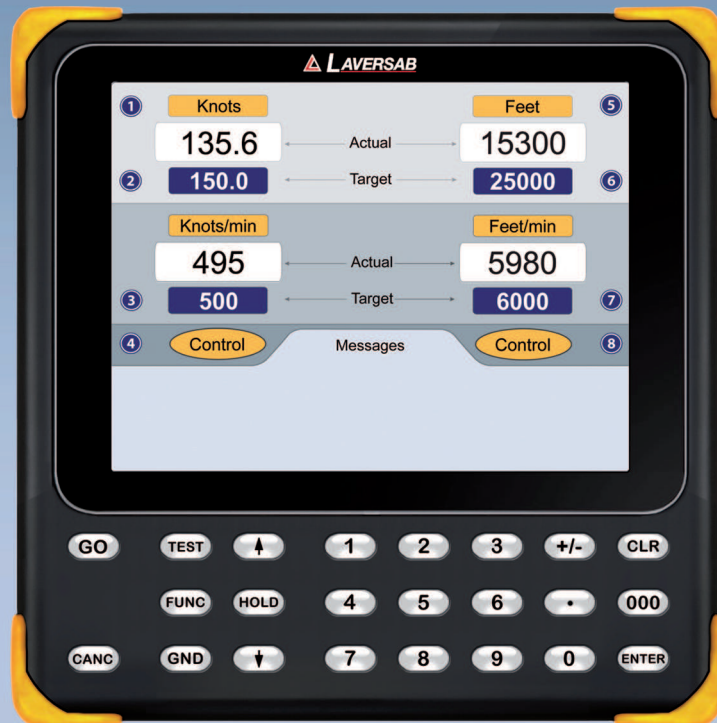 LAVERSAB
1 Knots Feet 5
135.6 Actual 15300
2 150.0 Target 25000 6
Knots/min Feet/min
495 Actual 5980
3 500 Target 6000 7
4 Control Messages Control 8
GO TEST 1 2 3 +/- CLR
FUNC HOLD 4 5 6 . 000
CANC GND 7 8 9 0 ENTER